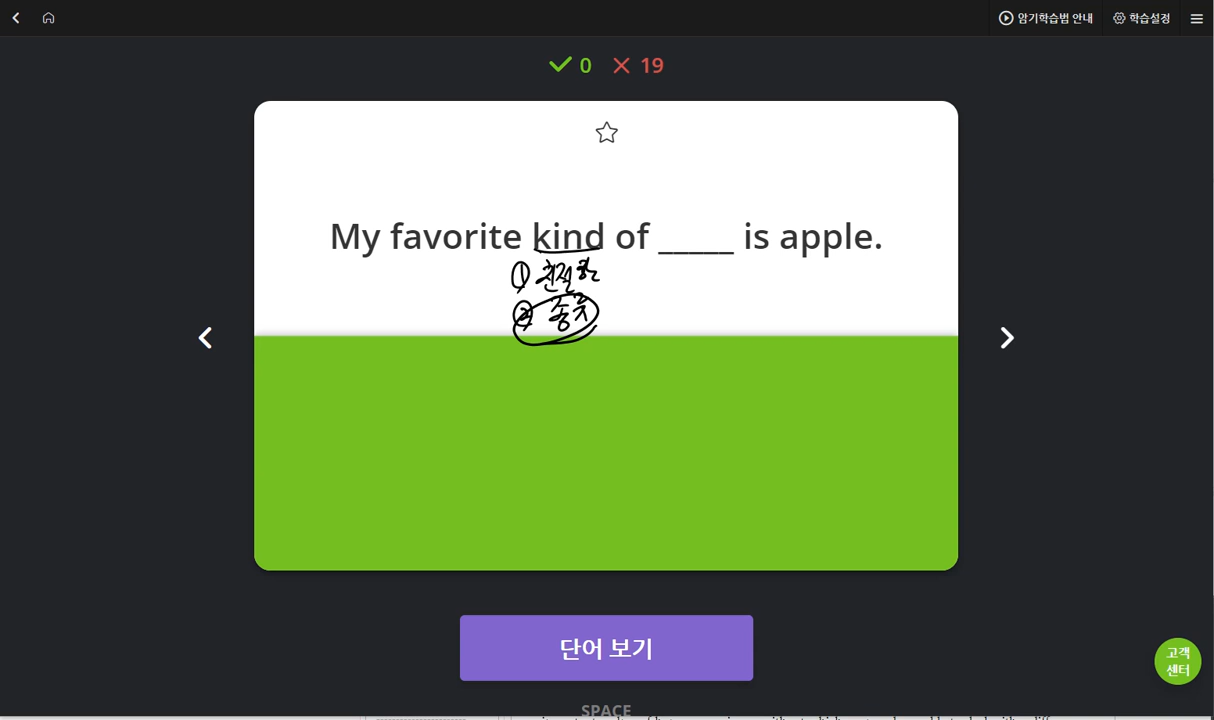 암기학습법 안내
학습설정
0 19
My favorite kind of _____ is apple.
① 친절한
② 종류
단어 보기
고객
센터
SPACE